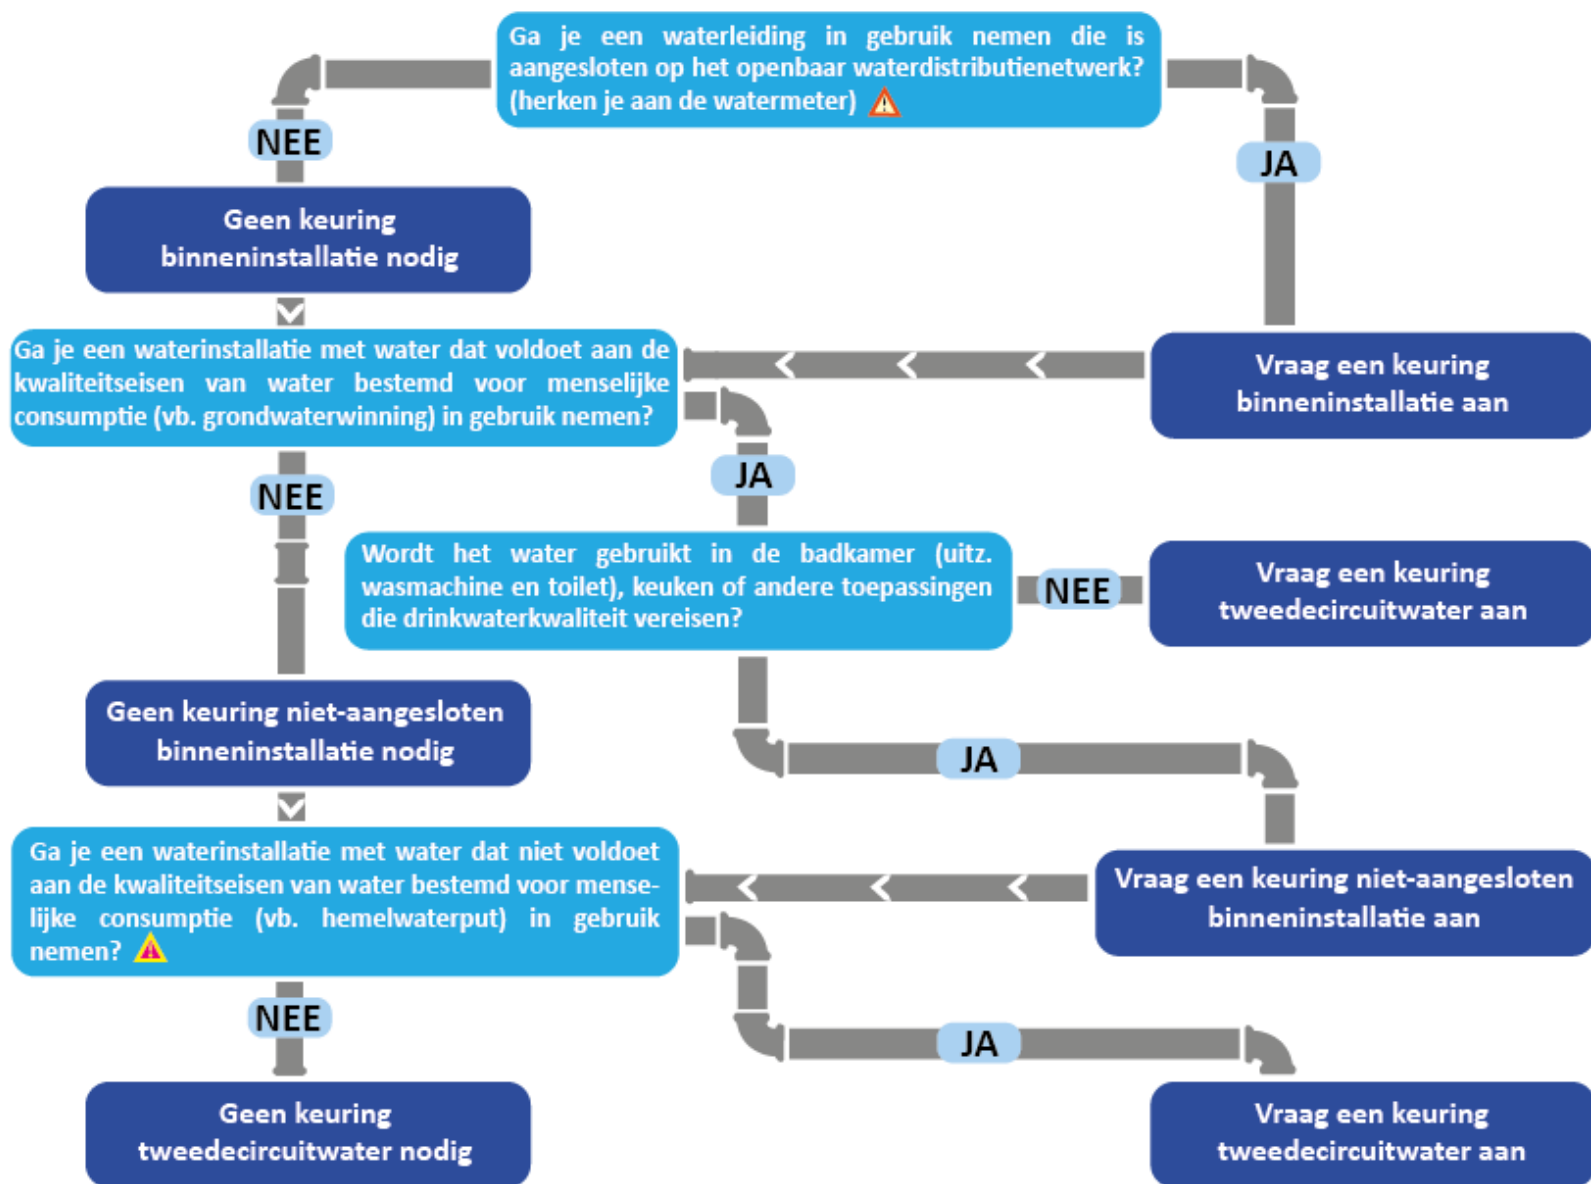 Ga je een waterleiding in gebruik nemen die is
aangesloten op het openbaar waterdistributienetwerk?
(herken je aan de watermeter)
NEE
JA
Geen keuring
binneninstallatie nodig
Ga je een waterinstallatie met water dat voldoet aan de
kwaliteitseisen van water bestemd voor menselijke
consumptie (vb. grondwaterwinning) in gebruik nemen?
Vraag een keuring
binneninstallatie aan
NEE
JA
Wordt het water gebruikt in de badkamer (uitz.
wasmachine en toilet), keuken of andere toepassingen
die drinkwaterkwaliteit vereisen?
NEE
Vraag een keuring
tweedecircuitwater aan
Geen keuring niet-aangesloten
binneninstallatie nodig
JA
Ga je een waterinstallatie met water dat niet voldoet
aan de kwaliteitseisen van water bestemd voor mense-
lijke consumptie (vb. hemelwaterput) in gebruik
nemen?
Vraag een keuring niet-aangesloten
binneninstallatie aan
NEE
JA
Geen keuring
tweedecircuitwater nodig
Vraag een keuring
tweedecircuitwater aan